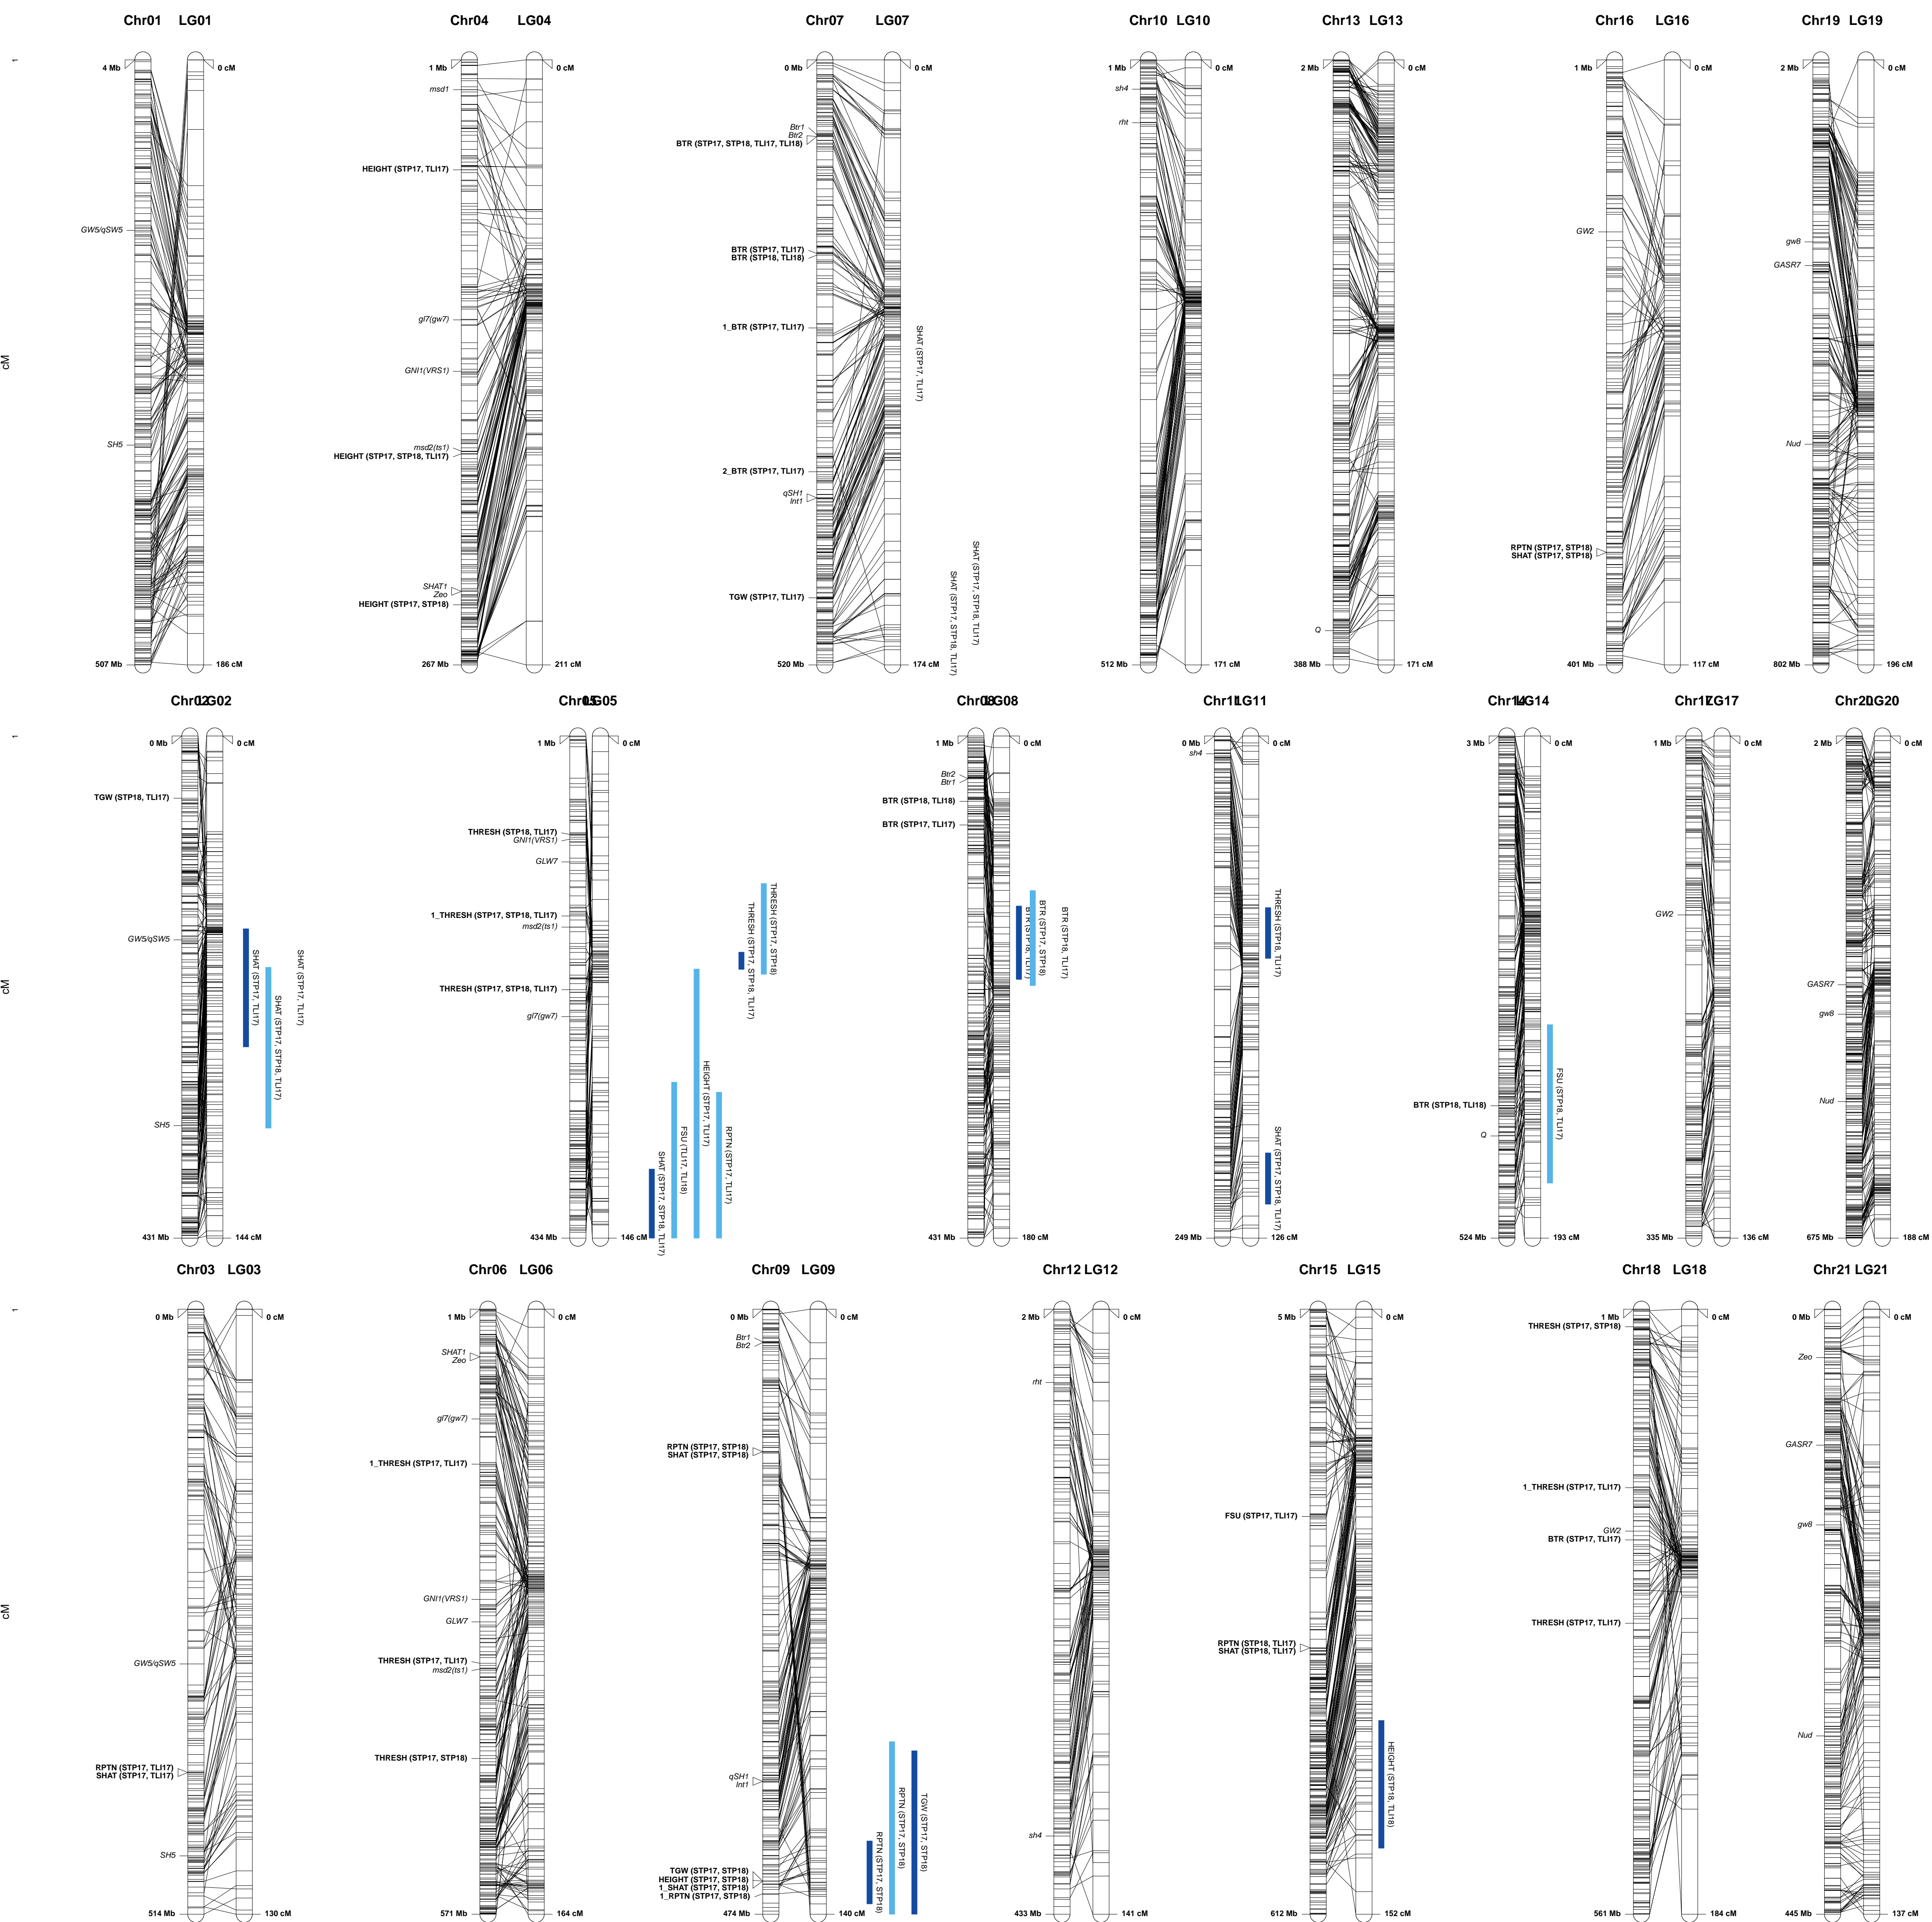 Chr01 LG01
Chr04 LG04
Chr07 LG07
Chr10 LG10
Chr13 LG13
Chr16 LG16
Chr19 LG19
1
cM
4 Mb
0 cM
GW5/qSW5
SH5
507 Mb
186 cM
1 Mb
0 cM
msd1
HEIGHT (STP17, TLI17)
gl7(gw7)
GNI1(VRS1)
msd2(ts1)
HEIGHT (STP17, STP18, TLI17)
SHAT1
Zeo
HEIGHT (STP17, STP18)
267 Mb
211 cM
0 Mb
0 cM
Btr1
Btr2
BTR (STP17, STP18, TLI17, TLI18)
BTR (STP17, TLI17)
BTR (STP18, TLI18)
1_BTR (STP17, TLI17)
2_BTR (STP17, TLI17)
qSH1
Int1
TGW (STP17, TLI17)
520 Mb
174 cM
SHAT (STP17, TLI17)
SHAT (STP17, STP18, TLI17)
SHAT (STP17, STP18, TLI17)
1 Mb
0 cM
sh4
rht
512 Mb
171 cM
2 Mb
0 cM
Q
388 Mb
171 cM
1 Mb
0 cM
GW2
RPTN (STP17, STP18)
SHAT (STP17, STP18)
401 Mb
117 cM
2 Mb
0 cM
gw8
GASR7
Nud
802 Mb
196 cM
Chr02 LG02
Chr05 LG05
Chr08 LG08
Chr11 LG11
Chr14 LG14
Chr17 LG17
Chr20 LG20
1
cM
0 Mb
0 cM
TGW (STP18, TLI17)
GW5/qSW5
SH5
431 Mb
144 cM
SHAT (STP17, TLI17)
SHAT (STP17, STP18, TLI17)
SHAT (STP17, TLI17)
1 Mb
0 cM
THRESH (STP18, TLI17)
GNI1(VRS1)
GLW7
1_THRESH (STP17, STP18, TLI17)
msd2(ts1)
THRESH (STP17, STP18, TLI17)
gl7(gw7)
434 Mb
146 cM
SHAT (STP17, STP18, TLI17)
FSU (TLI17, TLI18)
HEIGHT (STP17, TLI17)
RPTN (STP17, TLI17)
THRESH (STP17, STP18, TLI17)
THRESH (STP17, STP18)
1 Mb
0 cM
Btr2
Btr1
BTR (STP18, TLI18)
BTR (STP17, TLI17)
431 Mb
180 cM
BTR (STP18, TLI17)
BTR (STP17, STP18)
BTR (STP18, TLI17)
0 Mb
0 cM
sh4
249 Mb
126 cM
THRESH (STP18, TLI17)
SHAT (STP17, STP18, TLI17)
3 Mb
0 cM
BTR (STP18, TLI18)
Q
524 Mb
193 cM
FSU (STP18, TLI17)
1 Mb
0 cM
GW2
335 Mb
136 cM
2 Mb
0 cM
GASR7
gw8
Nud
675 Mb
188 cM
Chr03 LG03
Chr06 LG06
Chr09 LG09
Chr12 LG12
Chr15 LG15
Chr18 LG18
Chr21 LG21
1
cM
0 Mb
0 cM
GW5/qSW5
RPTN (STP17, TLI17)
SHAT (STP17, TLI17)
SH5
514 Mb
130 cM
1 Mb
0 cM
SHAT1
Zeo
gl7(gw7)
1_THRESH (STP17, TLI17)
GNI1(VRS1)
GLW7
THRESH (STP17, TLI17)
msd2(ts1)
THRESH (STP17, STP18)
571 Mb
164 cM
0 Mb
0 cM
Btr1
Btr2
RPTN (STP17, STP18)
SHAT (STP17, STP18)
qSH1
Int1
TGW (STP17, STP18)
HEIGHT (STP17, STP18)
1_SHAT (STP17, STP18)
1_RPTN (STP17, STP18)
474 Mb
140 cM
RPTN (STP17, STP18)
RPTN (STP17, STP18)
TGW (STP17, STP18)
2 Mb
0 cM
rht
sh4
433 Mb
141 cM
5 Mb
0 cM
FSU (STP17, TLI17)
RPTN (STP18, TLI17)
SHAT (STP18, TLI17)
612 Mb
152 cM
HEIGHT (STP18, TLI18)
1 Mb
0 cM
THRESH (STP17, STP18)
1_THRESH (STP17, TLI17)
GW2
BTR (STP17, TLI17)
THRESH (STP17, TLI17)
561 Mb
184 cM
0 Mb
0 cM
Zeo
GASR7
gw8
Nud
445 Mb
137 cM